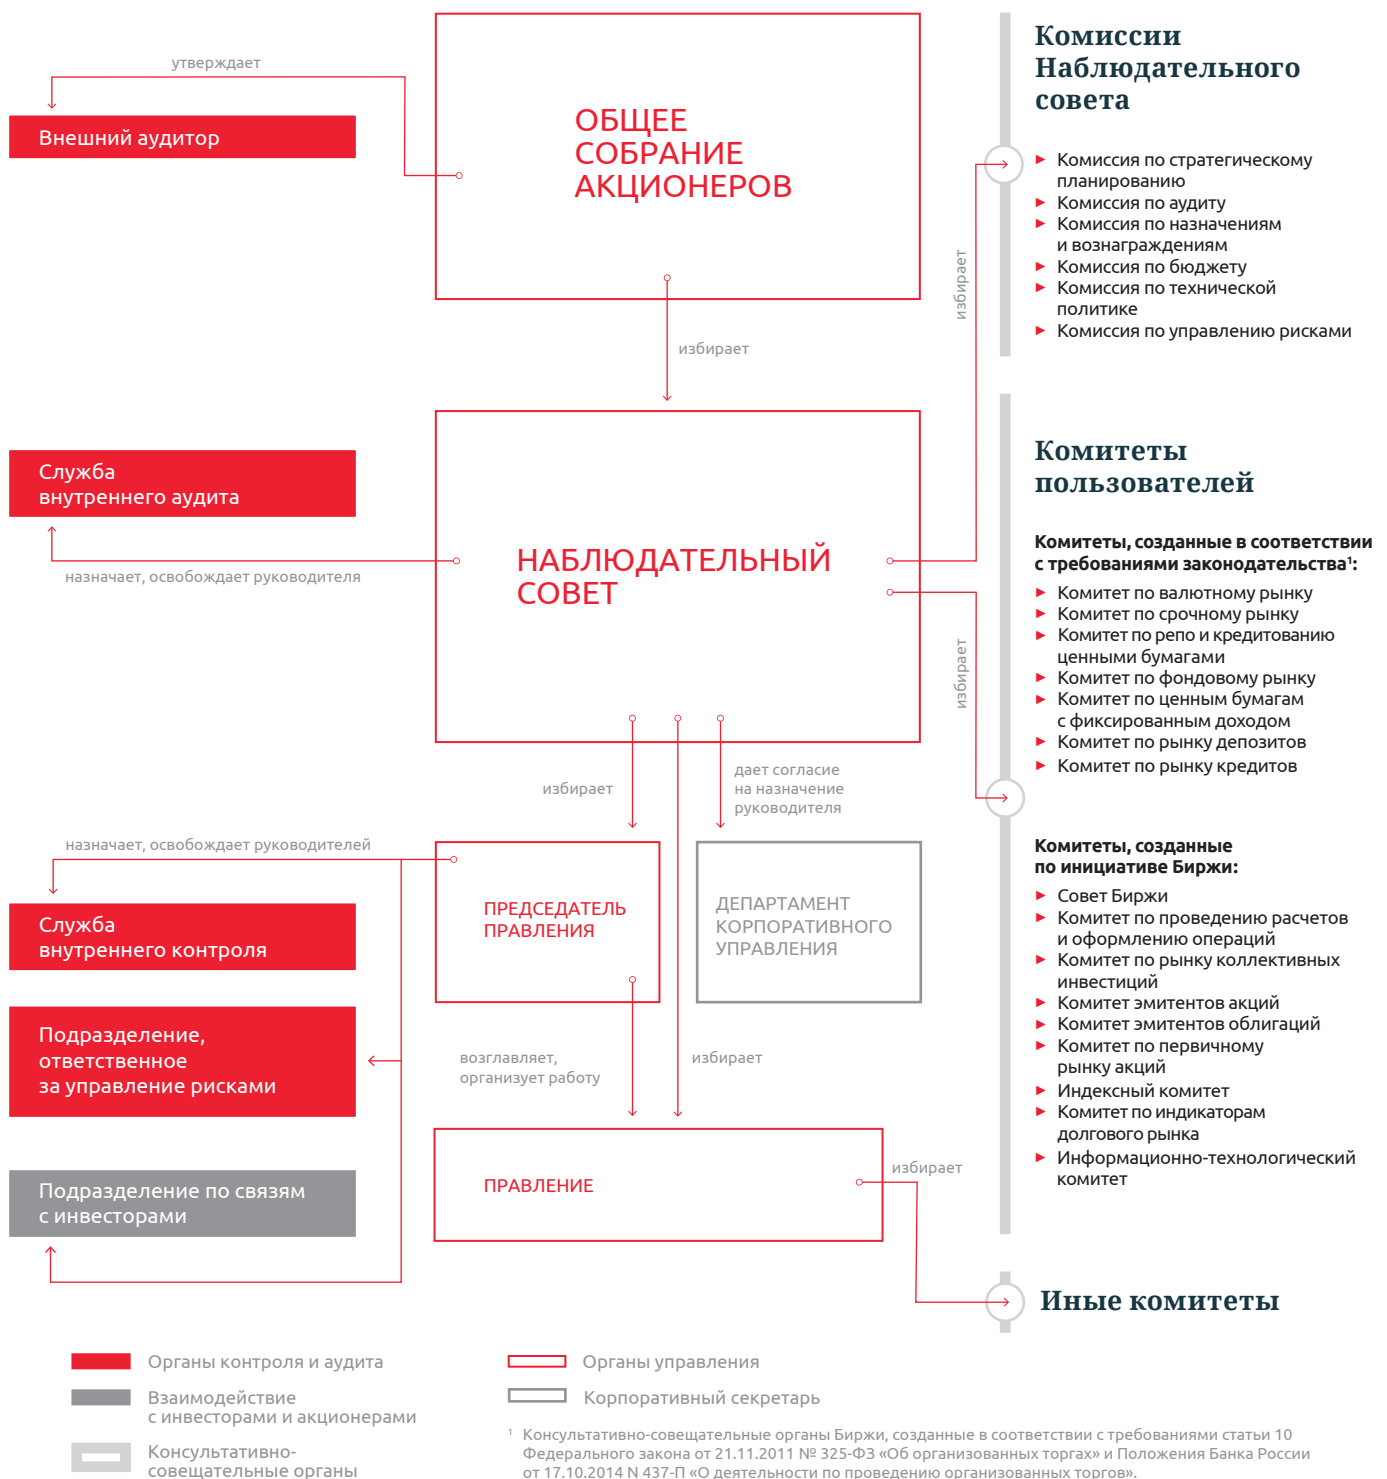 утверждает
Внешний аудитор
ОБЩЕЕ
СОБРАНИЕ
АКЦИОНЕРОВ
избирает
Служба
внутреннего аудита
назначает, освобождает руководителя
НАБЛЮДАТЕЛЬНЫЙ
СОВЕТ
избирает
избирает
избирает
дает согласие
на назначение
руководителя
назначает, освобождает руководителей
Служба
внутреннего контроля
ПРЕДСЕДАТЕЛЬ
ПРАВЛЕНИЯ
ДЕПАРТАМЕНТ
КОРПОРАТИВНОГО
УПРАВЛЕНИЯ
Подразделение,
ответственное
за управление рисками
возглавляет,
организует работу
избирает
Подразделение по связям
с инвесторами
ПРАВЛЕНИЕ
избирает
Комиссии
Наблюдательного
совета
► Комиссия по стратегическому
планированию
► Комиссия по аудиту
► Комиссия по назначениям
и вознаграждениям
► Комиссия по бюджету
► Комиссия по технической
политике
► Комиссия по управлению рисками
Комитеты
пользователей
Комитеты, созданные в соответствии
с требованиями законодательства¹:
► Комитет по валютному рынку
► Комитет по срочному рынку
► Комитет по репо и кредитованию
ценными бумагами
► Комитет по фондовому рынку
► Комитет по ценным бумагам
с фиксированным доходом
► Комитет по рынку депозитов
► Комитет по рынку кредитов
Комитеты, созданные
по инициативе Биржи:
► Совет Биржи
► Комитет по проведению расчетов
и оформлению операций
► Комитет по рынку коллективных
инвестиций
► Комитет эмитентов акций
► Комитет эмитентов облигаций
► Комитет по первичному
рынку акций
► Индексный комитет
► Комитет по индикаторам
долгового рынка
► Информационно-технологический
комитет
Иные комитеты
Органы контроля и аудита
Взаимодействие
с инвесторами и акционерами
Консультативно-
совещательные органы
Органы управления
Корпоративный секретарь
¹ Консультативно-совещательные органы Биржи, созданные в соответствии с требованиями статьи 10
Федерального закона от 21.11.2011 № 325-ФЗ «Об организованных торгах» и Положения Банка России
от 17.10.2014 N 437-П «О деятельности по проведению организованных торгов».